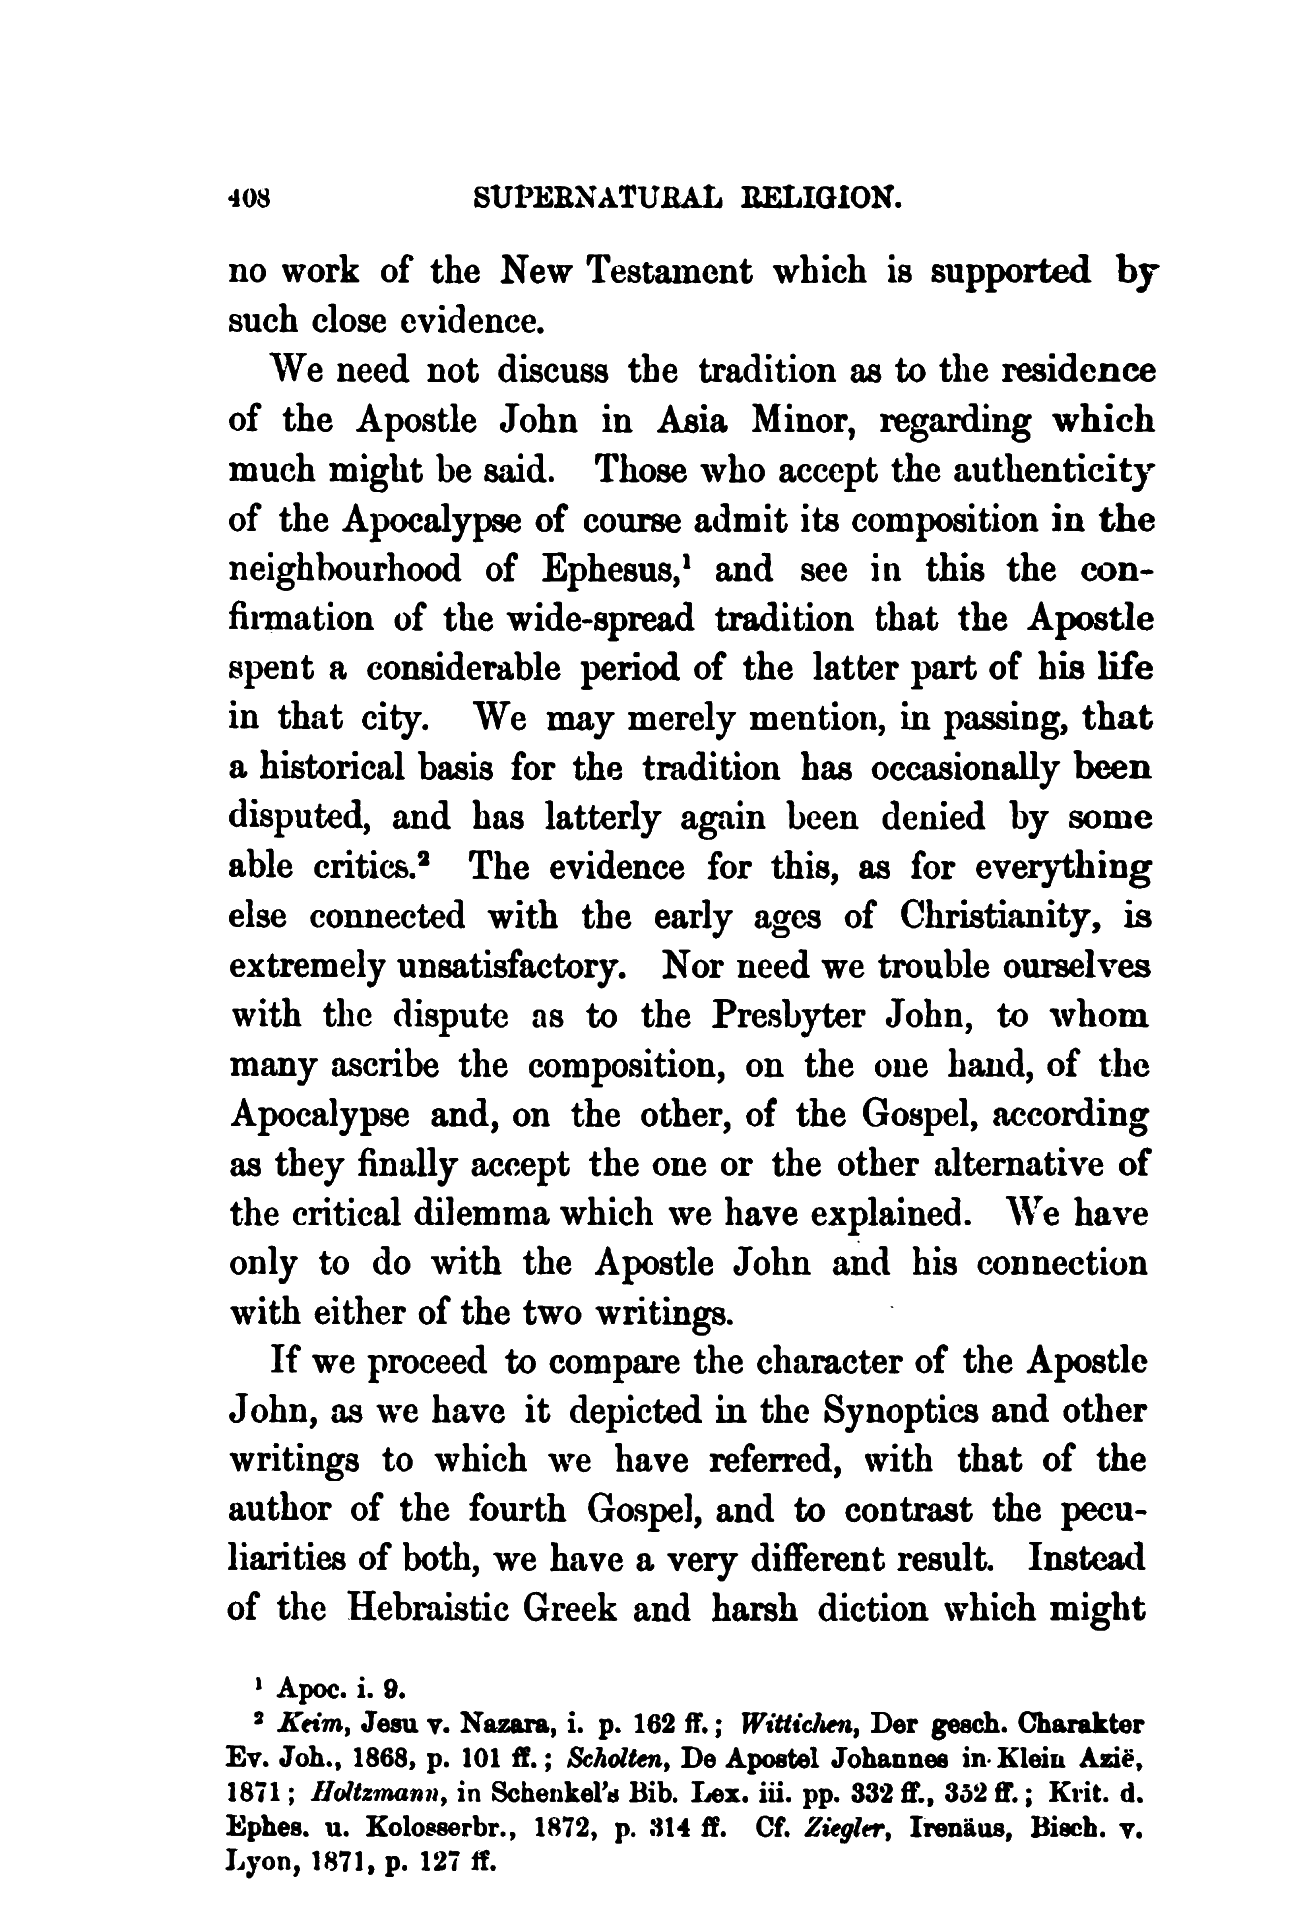 408 SUPERNATURAL RELIGION.
no work of the New Testament which is supported by
such close evidence.
We need not discuss the tradition as to the residence
of the Apostle John in Asia Minor, regarding which
much might be said. Those who accept the authenticity
of the Apocalypse of course admit its composition in the
neighbourhood of Ephesus,¹ and see in this the con-
firmation of the wide-spread tradition that the Apostle
spent a considerable period of the latter part of his life
in that city. We may merely mention, in passing, that
a historical basis for the tradition has occasionally been
disputed, and has latterly again been denied by some
able critics.² The evidence for this, as for everything
else connected with the early ages of Christianity, is
extremely unsatisfactory. Nor need we trouble ourselves
with the dispute as to the Presbyter John, to whom
many ascribe the composition, on the one hand, of the
Apocalypse and, on the other, of the Gospel, according
as they finally accept the one or the other alternative of
the critical dilemma which we have explained. We have
only to do with the Apostle John and his connection
with either of the two writings.
If we proceed to compare the character of the Apostle
John, as we have it depicted in the Synoptics and other
writings to which we have referred, with that of the
author of the fourth Gospel, and to contrast the pecu-
liarities of both, we have a very different result. Instead
of the Hebraistic Greek and harsh diction which might
¹ Apoc. i. 9.
² Keim, Jesu v. Nazara, i. p. 162 ff.; Wittichen, Der gesch. Charakter
Ev. Joh., 1868, p. 101 ff.; Scholten, De Apostel Johannes in Klein Azië,
1871; Holtzmann, in Schenkel's Bib. Lex. iii. pp. 332 ff., 352 ff.; Krit. d.
Ephes. u. Kolosserbr., 1872, p. 314 ff. Cf. Ziegler, Irenäus, Bisch. v.
Lyon, 1871, p. 127 ff.